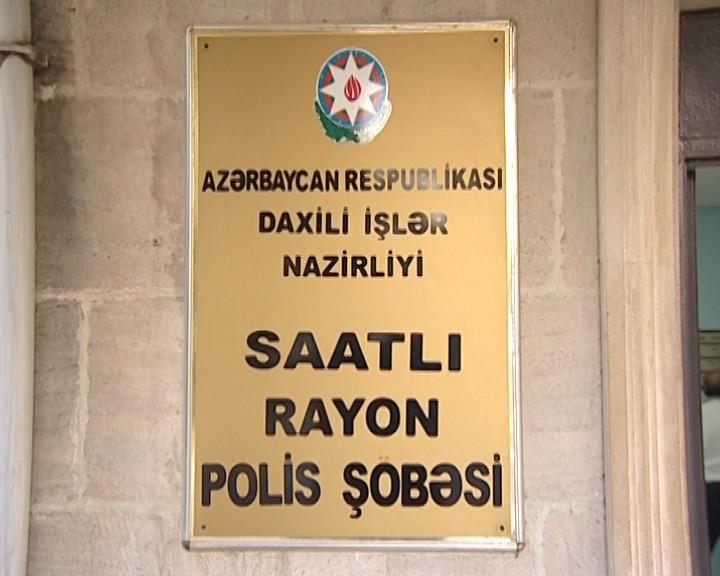 AZƏRBAYCAN RESPUBLİKASI
DAXİLİ İŞLƏR
NAZİRLİYİ
SAATLI
RAYON
POLİS ŞÖBƏSİ